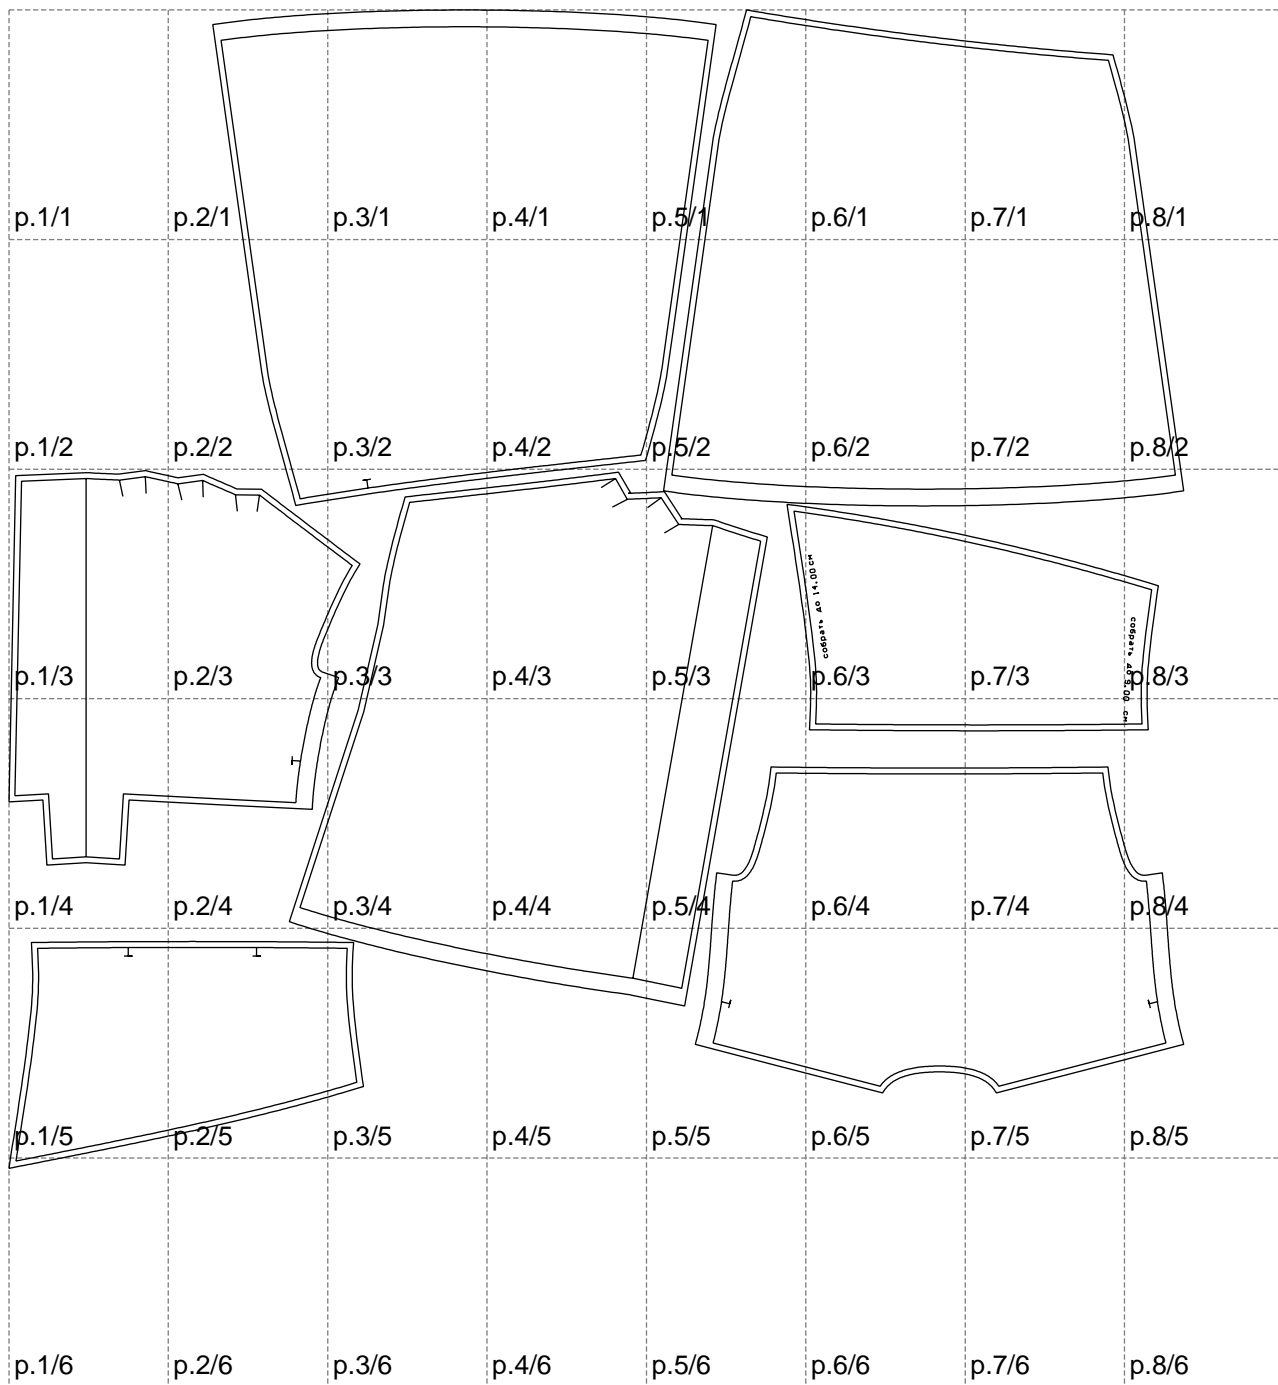 p.1/1 p.2/1 p.3/1 p.4/1 p.5/1 p.6/1 p.7/1 p.8/1
p.1/2 p.2/2 p.3/2 p.4/2 p.5/2 p.6/2 p.7/2 p.8/2
собрать до 14.00 см
собрать до 9.00 см
p.1/3 p.2/3 p.3/3 p.4/3 p.5/3 p.6/3 p.7/3 p.8/3
p.1/4 p.2/4 p.3/4 p.4/4 p.5/4 p.6/4 p.7/4 p.8/4
p.1/5 p.2/5 p.3/5 p.4/5 p.5/5 p.6/5 p.7/5 p.8/5
p.1/6 p.2/6 p.3/6 p.4/6 p.5/6 p.6/6 p.7/6 p.8/6